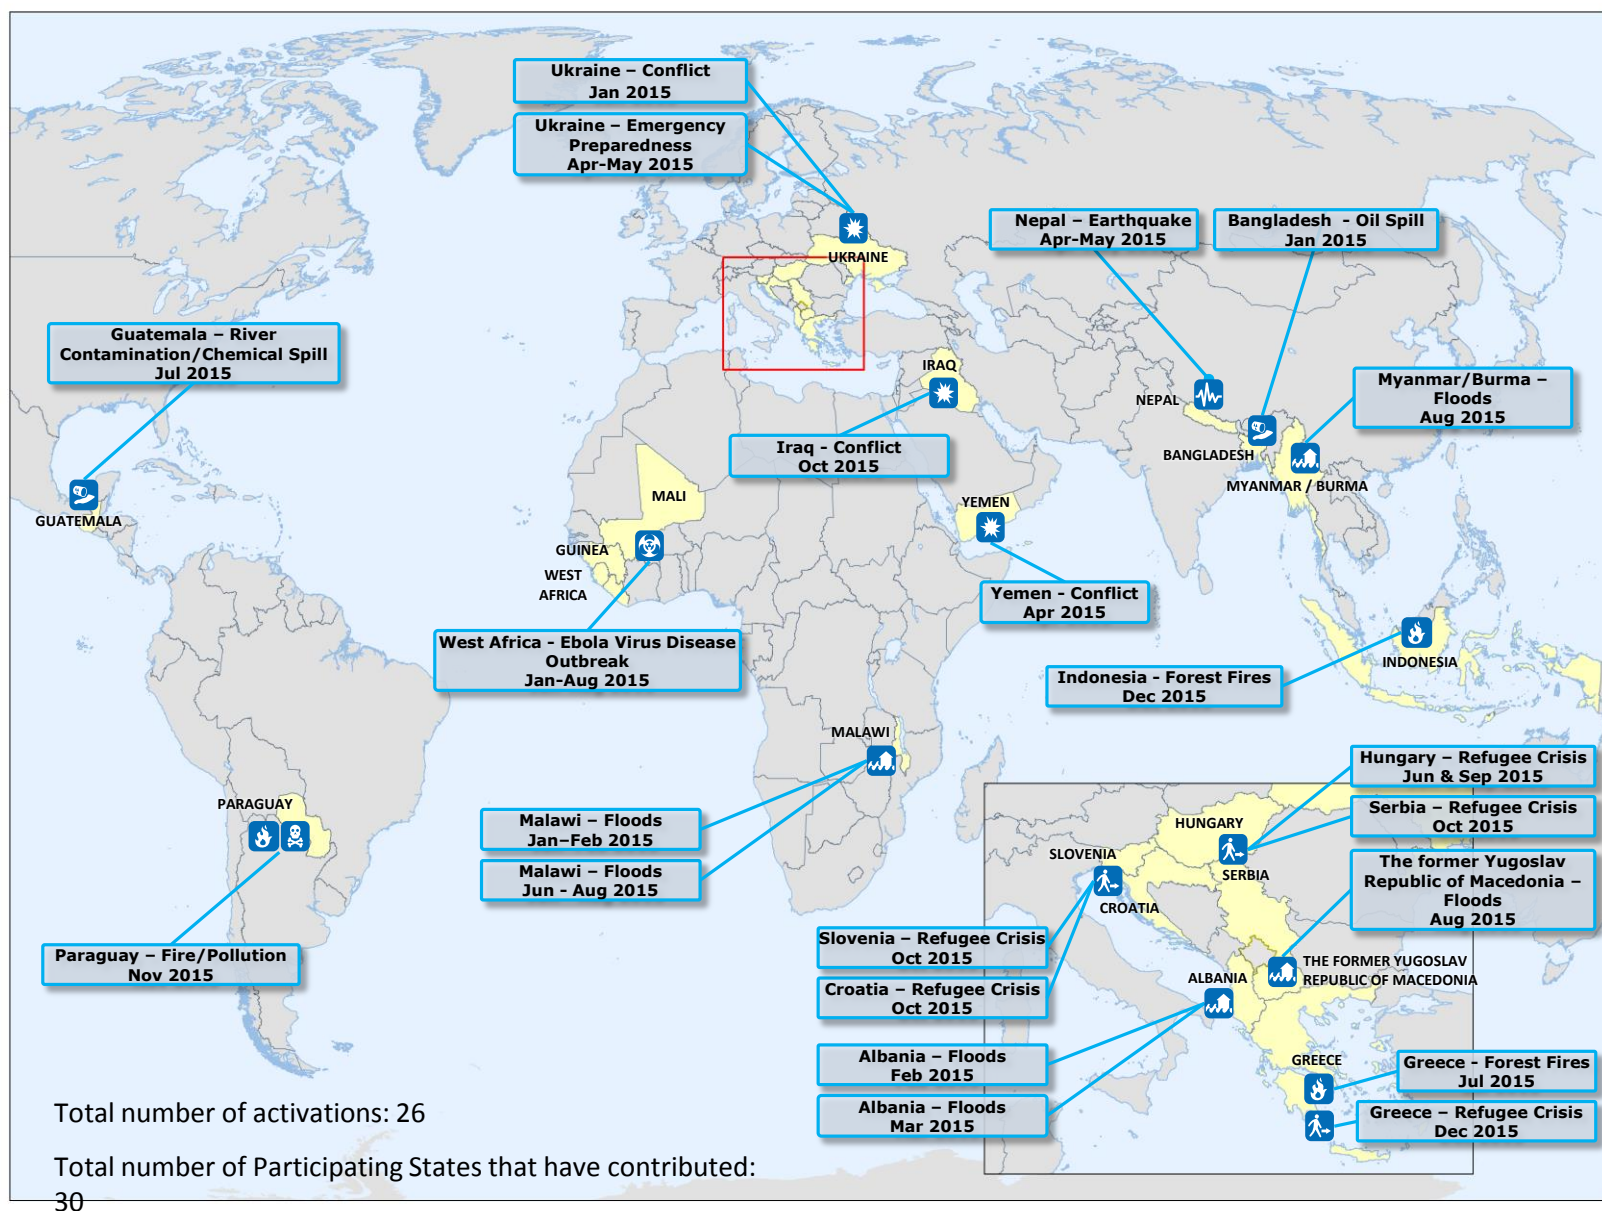 Ukraine – Conflict
Jan 2015
Ukraine – Emergency
Preparedness
Apr-May 2015
Nepal – Earthquake
Apr-May 2015
Bangladesh - Oil Spill
Jan 2015
UKRAINE
Guatemala – River
Contamination/Chemical Spill
Jul 2015
IRAQ
NEPAL
Myanmar/Burma –
Floods
Aug 2015
Iraq - Conflict
Oct 2015
BANGLADESH
MYANMAR / BURMA
MALI
YEMEN
GUATEMALA
GUINEA
WEST
AFRICA
Yemen - Conflict
Apr 2015
West Africa - Ebola Virus Disease
Outbreak
Jan-Aug 2015
INDONESIA
Indonesia - Forest Fires
Dec 2015
MALAWI
Hungary – Refugee Crisis
Jun & Sep 2015
PARAGUAY
Malawi – Floods
Jan–Feb 2015
HUNGARY
Serbia – Refugee Crisis
Oct 2015
SLOVENIA
Malawi – Floods
Jun - Aug 2015
SERBIA
The former Yugoslav
Republic of Macedonia –
Floods
Aug 2015
CROATIA
Paraguay – Fire/Pollution
Nov 2015
Slovenia – Refugee Crisis
Oct 2015
THE FORMER YUGOSLAV
REPUBLIC OF MACEDONIA
ALBANIA
Croatia – Refugee Crisis
Oct 2015
Albania – Floods
Feb 2015
GREECE
Greece - Forest Fires
Jul 2015
Albania – Floods
Mar 2015
Greece – Refugee Crisis
Dec 2015
Total number of activations: 26
Total number of Participating States that have contributed:
30